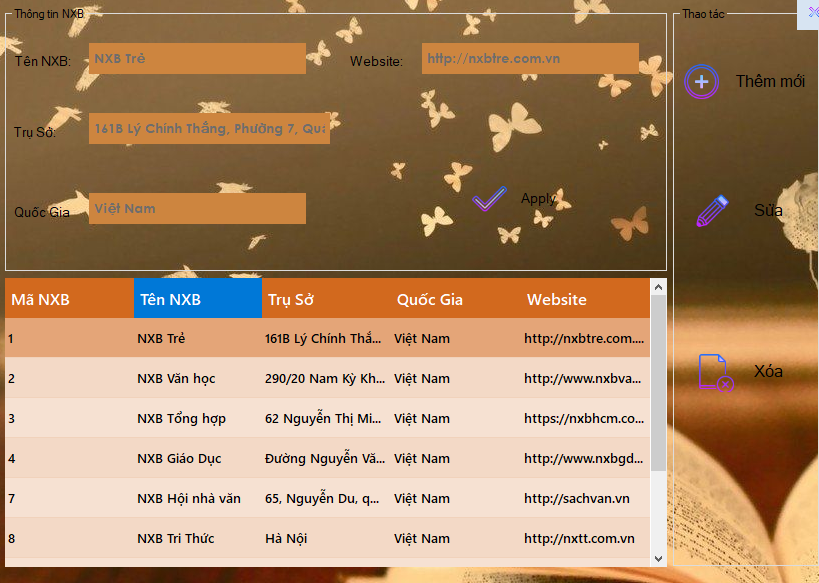 Thông tin NXB
Thao tác
Tên NXB:
NXB Trẻ
Website:
http://nxbtre.com.vn
Thêm mới
Trụ Sở:
161B Lý Chính Thắng, Phường 7, Quậ
Quốc Gia
Việt Nam
Apply
Sửa
Xóa
Mã NXB Tên NXB Trụ Sở Quốc Gia Website
1 NXB Trẻ 161B Lý Chính Thắ... Việt Nam http://nxbtre.com....
2 NXB Văn học 290/20 Nam Kỳ Kh... Việt Nam http://www.nxbva...
3 NXB Tổng hợp 62 Nguyễn Thị Mi... Việt Nam https://nxbhcm.co...
4 NXB Giáo Dục Đường Nguyễn Vă... Việt Nam http://www.nxbgd...
7 NXB Hội nhà văn 65, Nguyễn Du, q... Việt Nam http://sachvan.vn
8 NXB Tri Thức Hà Nội Việt Nam http://nxtt.com.vn